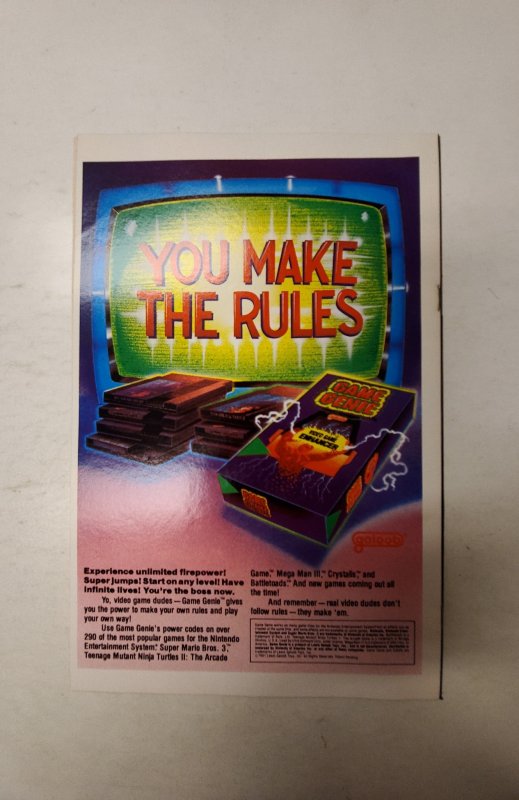 YOU MAKE
THE RULES
GAME
GENIE
VIDEO GAME
ENHANCER
GAME
GENIE
galoob
Experience unlimited firepower!
Super jumps! Start on any level! Have
infinite lives! You're the boss now.
Yo, video game dudes — Game Genie™ gives
you the power to make your own rules and play
your own way!
Use Game Genie's power codes on over
290 of the most popular games for the Nintendo
Entertainment System.® Super Mario Bros. 3,™
Teenage Mutant Ninja Turtles II: The Arcade
Game,™ Mega Man III,™ Crystalis,™ and
Battletoads.™ And new games coming out all
the time!
And remember — real video dudes don't
follow rules — they make 'em.